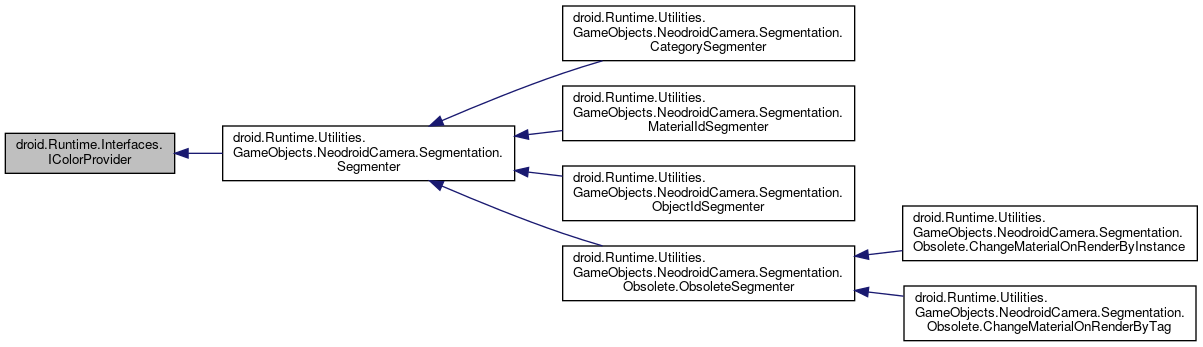 droid.Runtime.Interfaces.
IColorProvider
droid.Runtime.Utilities.
GameObjects.NeodroidCamera.Segmentation.
Segmenter
droid.Runtime.Utilities.
GameObjects.NeodroidCamera.Segmentation.
CategorySegmenter
droid.Runtime.Utilities.
GameObjects.NeodroidCamera.Segmentation.
MaterialIdSegmenter
droid.Runtime.Utilities.
GameObjects.NeodroidCamera.Segmentation.
ObjectIdSegmenter
droid.Runtime.Utilities.
GameObjects.NeodroidCamera.Segmentation.
Obsolete.ObsoleteSegmenter
droid.Runtime.Utilities.
GameObjects.NeodroidCamera.Segmentation.
Obsolete.ChangeMaterialOnRenderByInstance
droid.Runtime.Utilities.
GameObjects.NeodroidCamera.Segmentation.
Obsolete.ChangeMaterialOnRenderByTag